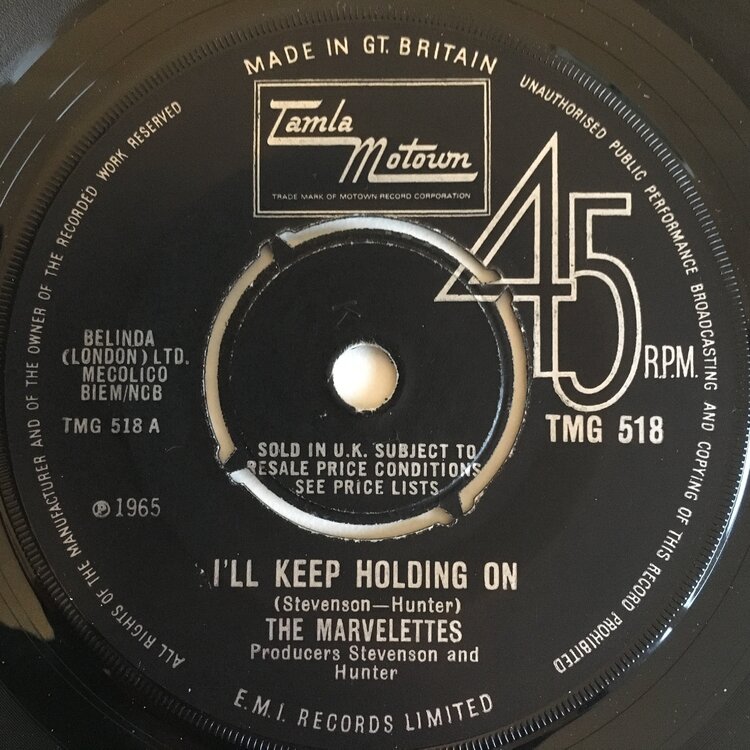 MADE IN GT. BRITAIN
Tamla
Motown
TRADE MARK OF MOTOWN RECORD CORPORATION
45
R.P.M.
BELINDA
(LONDON) LTD.
MECOLICO
BIEM/NCB
TMG 518 A
TMG 518
K
SOLD IN U.K. SUBJECT TO
RESALE PRICE CONDITIONS
SEE PRICE LISTS
℗ 1965
I'LL KEEP HOLDING ON
(Stevenson—Hunter)
THE MARVELETTES
Producers Stevenson and
Hunter
E.M.I. RECORDS LIMITED
ALL RIGHTS OF THE MANUFACTURER AND OF THE OWNER OF THE RECORDED WORK RESERVED
UNAUTHORISED PUBLIC PERFORMANCE BROADCASTING AND COPYING OF THIS RECORD PROHIBITED